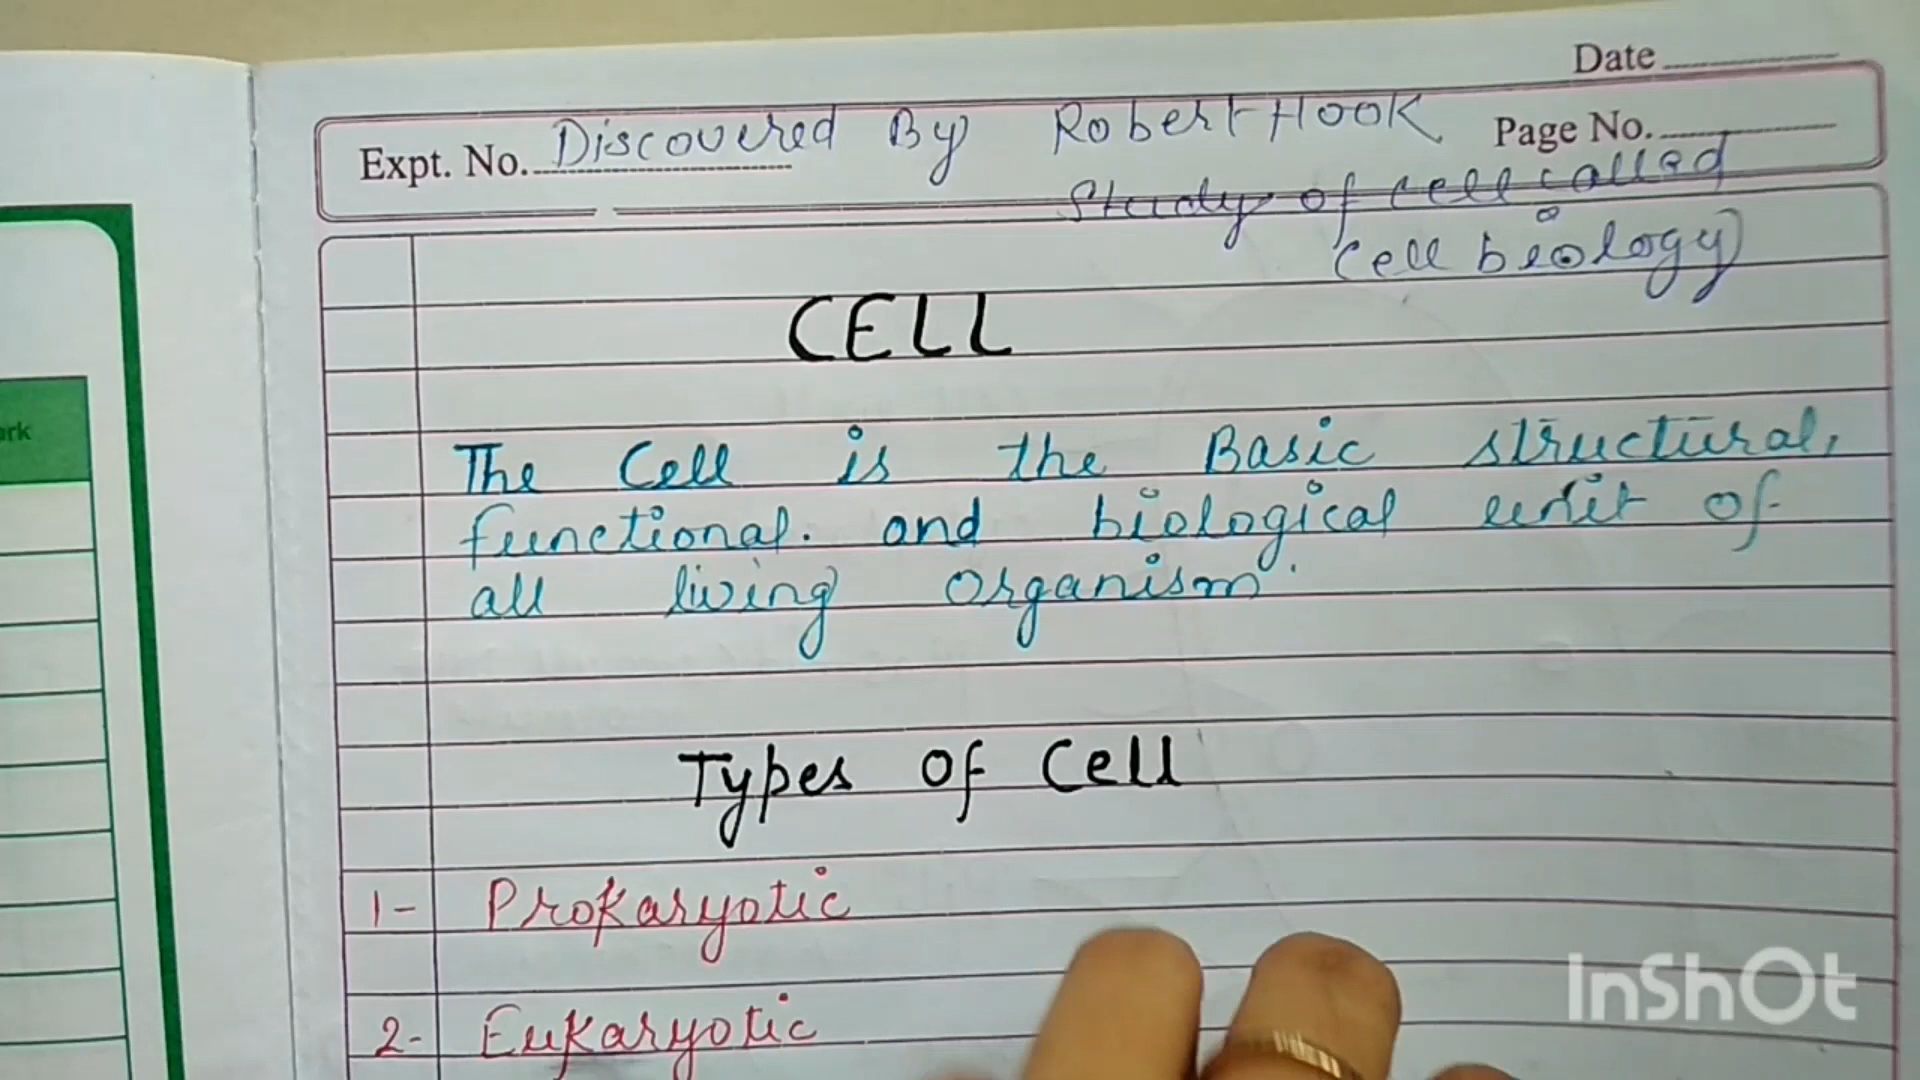 Date
Expt. No. Discovered By Robert Hook Page No.
Study of cell called
cell biology
CELL
The Cell is the Basic structural,
functional. and biological unit of
all living organism.
Types of Cell
1- Prokaryotic
2- Eukaryotic
InShOt